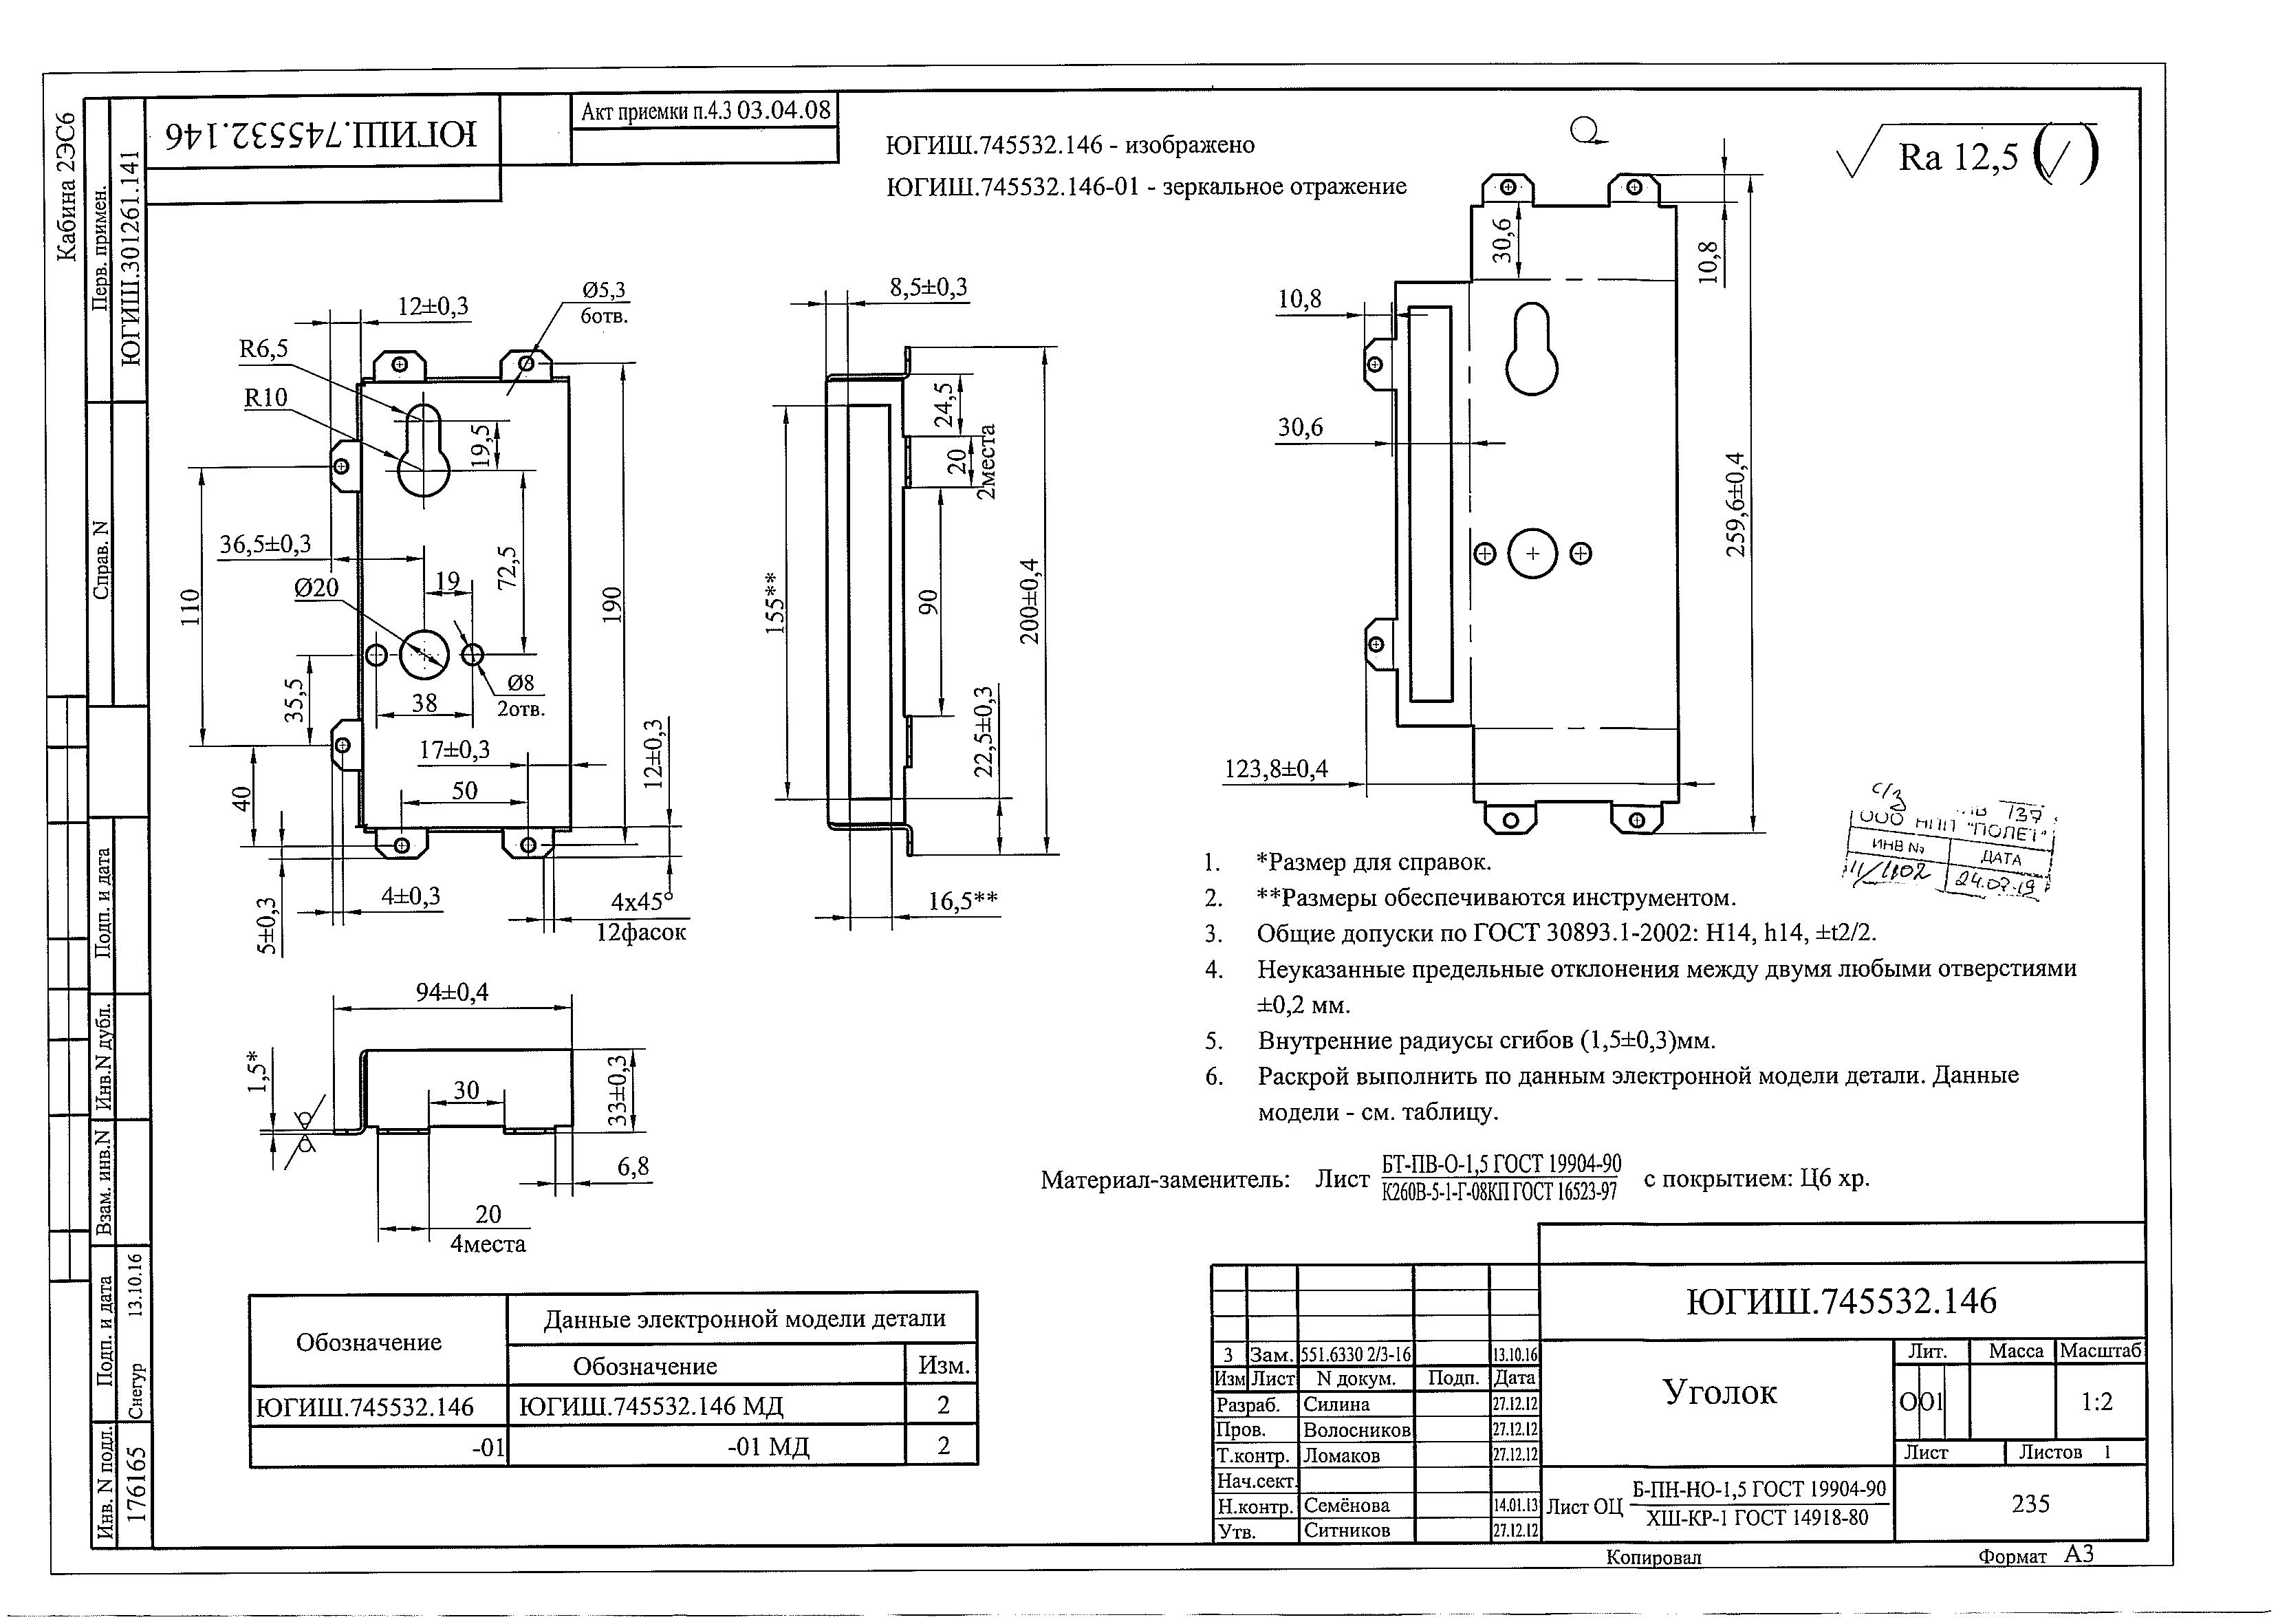 Кабина 2ЭС6
Перв. примен.
ЮГИШ.301261.141
Справ. N
Подп. и дата
Инв.N дубл.
Взам. инв.N
Подп. и дата
Снегур 13.10.16
Инв. N подл.
176165
ЮГИШ.745532.146
Акт приемки п.4.3 03.04.08
ЮГИШ.745532.146 - изображено
ЮГИШ.745532.146-01 - зеркальное отражение
Ra 12,5
12±0,3
Ø5,3
6отв.
R6,5
R10
19,5
36,5±0,3
Ø20
19
72,5
190
110
35,5
38
Ø8
2отв.
17±0,3
12±0,3
50
40
5±0,3
4±0,3
4x45°
12фасок
8,5±0,3
24,5
20
2места
155**
90
200±0,4
22,5±0,3
16,5**
30,6
10,8
10,8
30,6
259,6±0,4
123,8±0,4
94±0,4
1,5*
30
33±0,3
6,8
20
4места
ООО НПП "ПОЛЕТ"
ИНВ № ДАТА
24.07.19
1. *Размер для справок.
2. **Размеры обеспечиваются инструментом.
3. Общие допуски по ГОСТ 30893.1-2002: H14, h14, ±t2/2.
4. Неуказанные предельные отклонения между двумя любыми отверстиями
±0,2 мм.
5. Внутренние радиусы сгибов (1,5±0,3)мм.
6. Раскрой выполнить по данным электронной модели детали. Данные
модели - см. таблицу.
Материал-заменитель: Лист БТ-ПВ-О-1,5 ГОСТ 19904-90 с покрытием: Ц6 хр.
К260В-5-1-Г-08КП ГОСТ 16523-97
Обозначение
Данные электронной модели детали
Обозначение Изм.
ЮГИШ.745532.146 ЮГИШ.745532.146 МД 2
-01 -01 МД 2
ЮГИШ.745532.146
3 Зам. 551.6330 2/3-16 13.10.16
Изм Лист N докум. Подп. Дата
Разраб. Силина 27.12.12
Пров. Волосников 27.12.12
Т.контр. Ломаков 27.12.12
Нач.сект.
Н.контр. Семёнова 14.01.13
Утв. Ситников 27.12.12
Уголок
Лит. Масса Масштаб
О О1 1:2
Лист Листов 1
Лист ОЦ Б-ПН-НО-1,5 ГОСТ 19904-90
ХШ-КР-1 ГОСТ 14918-80
235
Копировал Формат А3